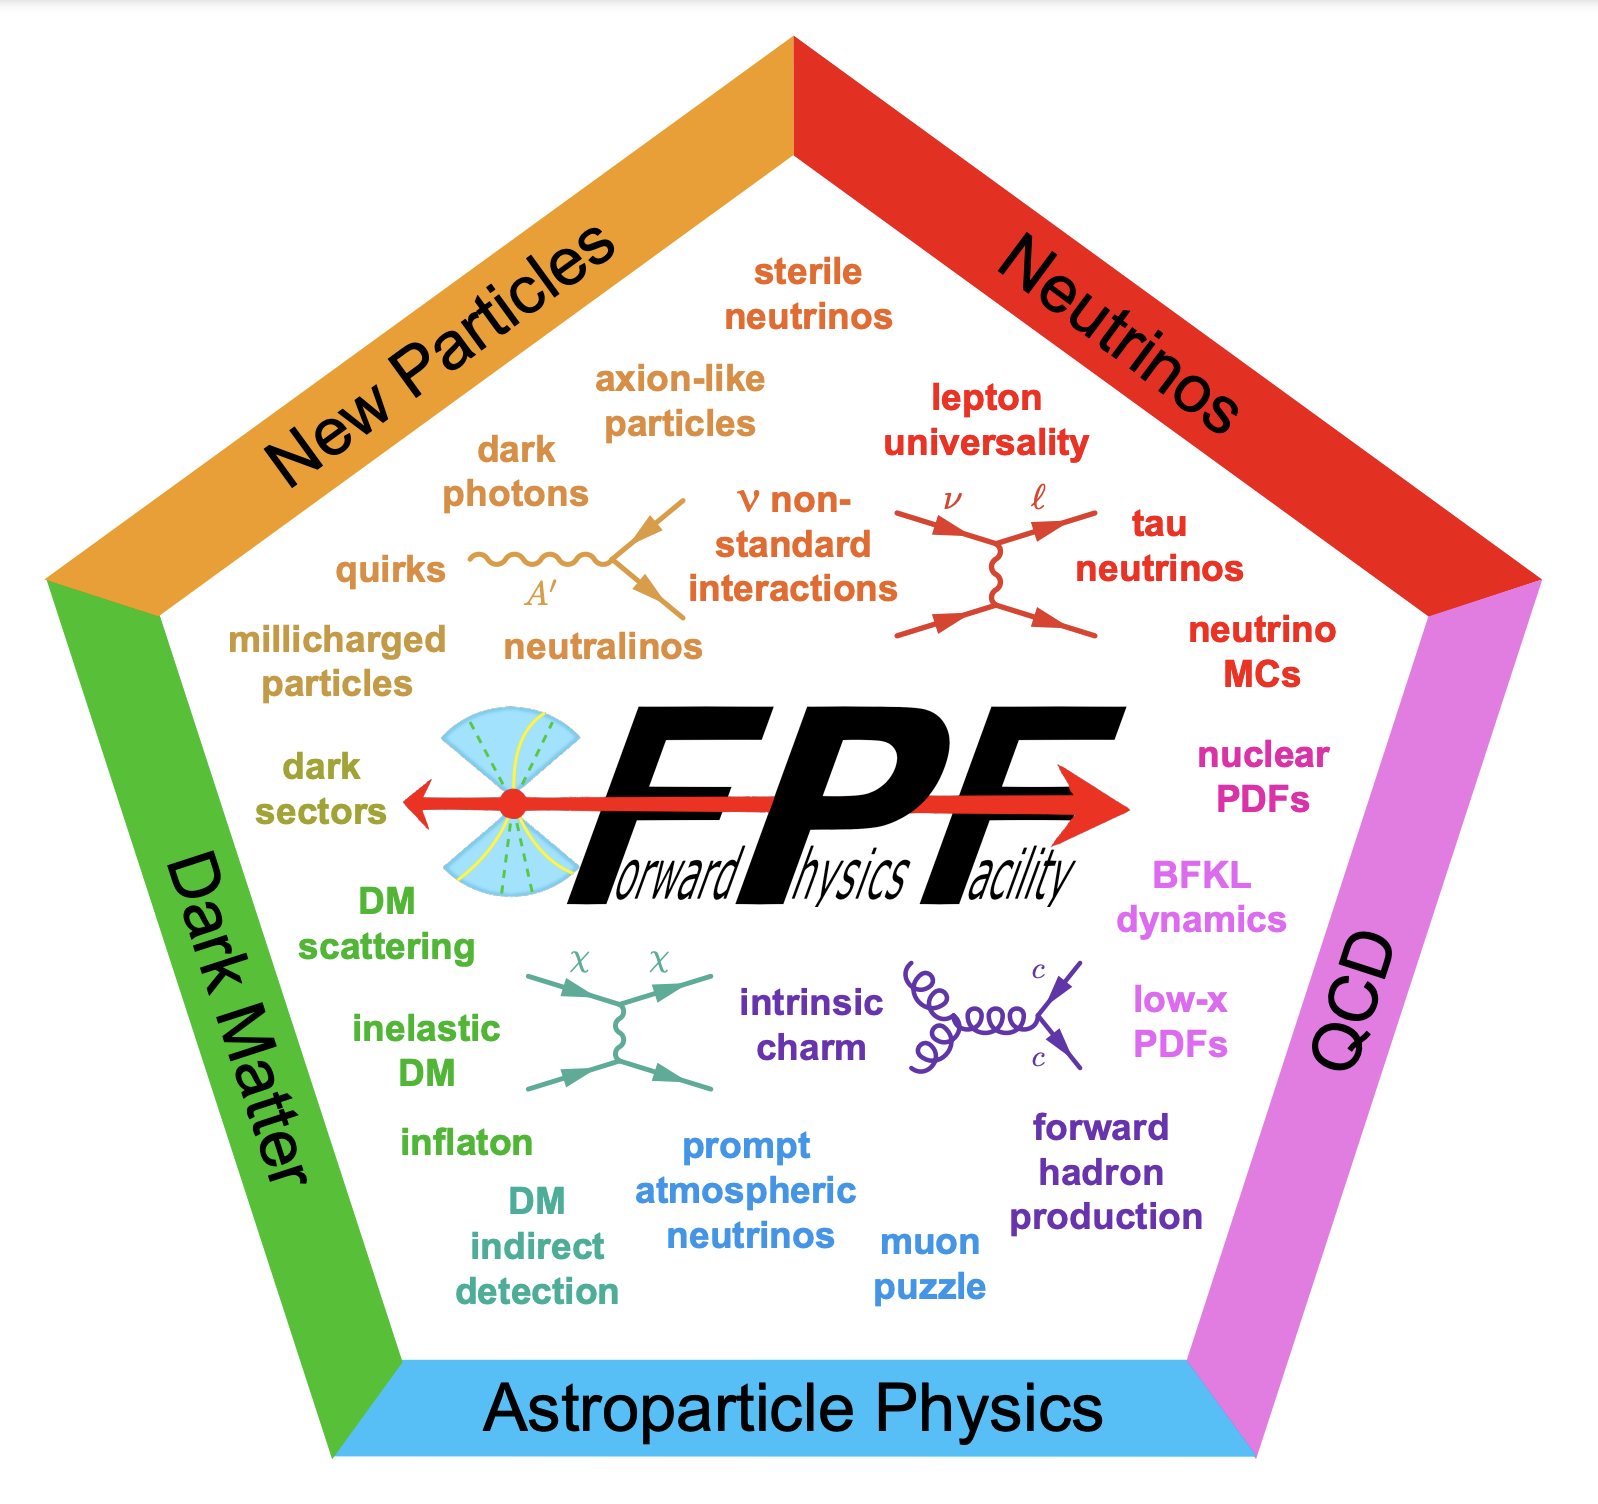 New Particles
Neutrinos
sterile
neutrinos
axion-like
particles
lepton
universality
dark
photons
ν non-
standard
interactions
ν
ℓ
tau
neutrinos
quirks
A′
neutralinos
millicharged
particles
neutrino
MCs
dark
sectors
FPF
Forward Physics Facility
nuclear
PDFs
DM
scattering
BFKL
dynamics
Dark Matter
QCD
χ
χ
inelastic
DM
intrinsic
charm
c
c
low-x
PDFs
inflaton
prompt
atmospheric
neutrinos
forward
hadron
production
DM
indirect
detection
muon
puzzle
Astroparticle Physics